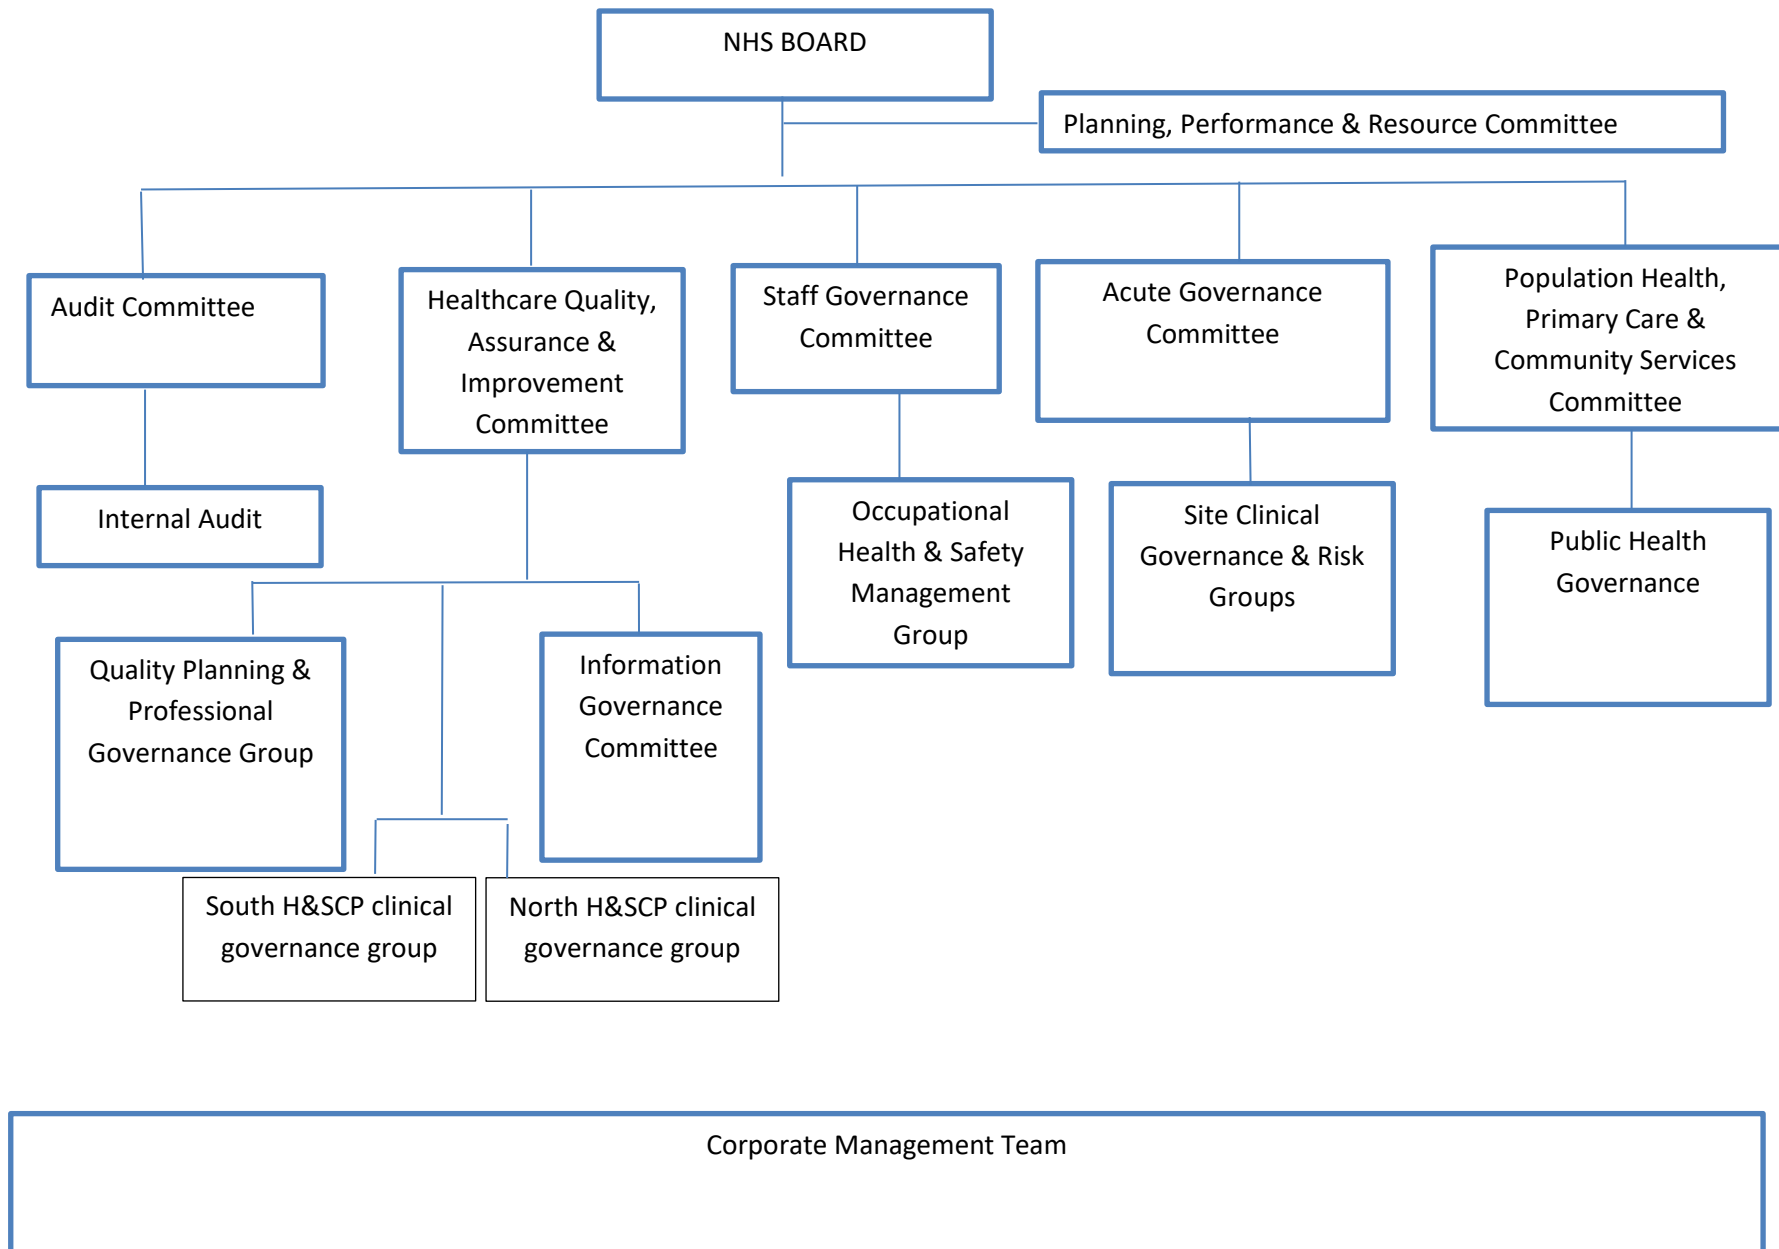 NHS BOARD
Planning, Performance & Resource Committee
Audit Committee
Healthcare Quality,
Assurance &
Improvement
Committee
Staff Governance
Committee
Acute Governance
Committee
Population Health,
Primary Care &
Community Services
Committee
Internal Audit
Occupational
Health & Safety
Management
Group
Site Clinical
Governance & Risk
Groups
Public Health
Governance
Quality Planning &
Professional
Governance Group
Information
Governance
Committee
South H&SCP clinical
governance group
North H&SCP clinical
governance group
Corporate Management Team